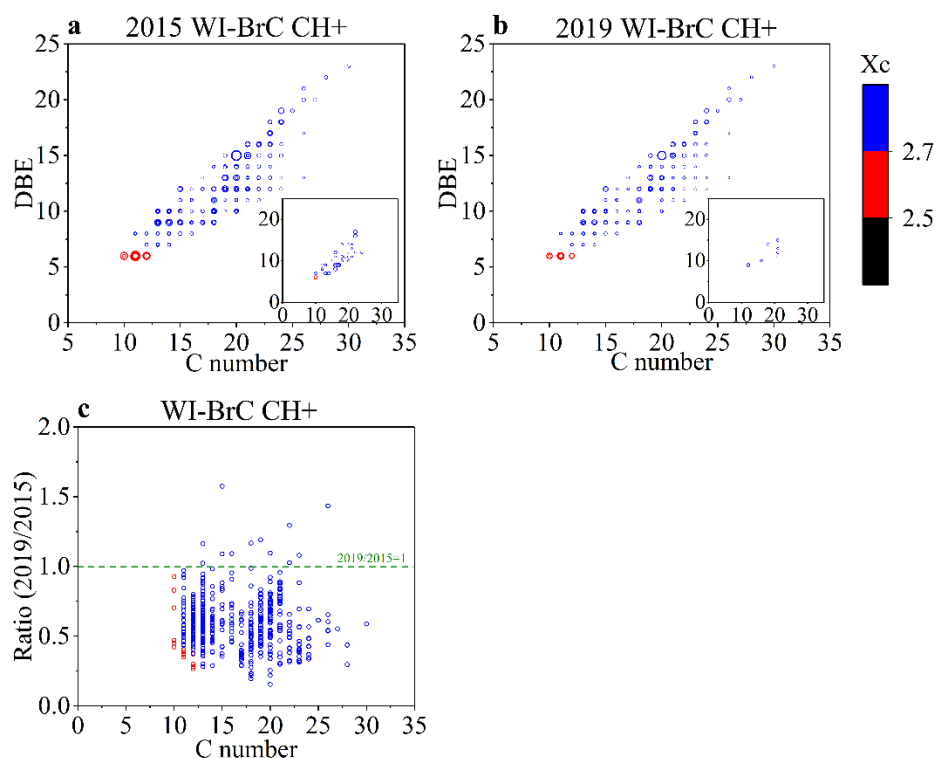 a 2015 WI-BrC CH+
b 2019 WI-BrC CH+
Xc
25
20
15
10
5
0
DBE
5 10 15 20 25 30 35
C number
20
10
0
0 10 20 30
25
20
15
10
5
0
DBE
5 10 15 20 25 30 35
C number
20
10
0
0 10 20 30
2.7
2.5
c WI-BrC CH+
2.0
1.5
1.0
0.5
0.0
Ratio (2019/2015)
2019/2015=1
0 5 10 15 20 25 30 35
C number